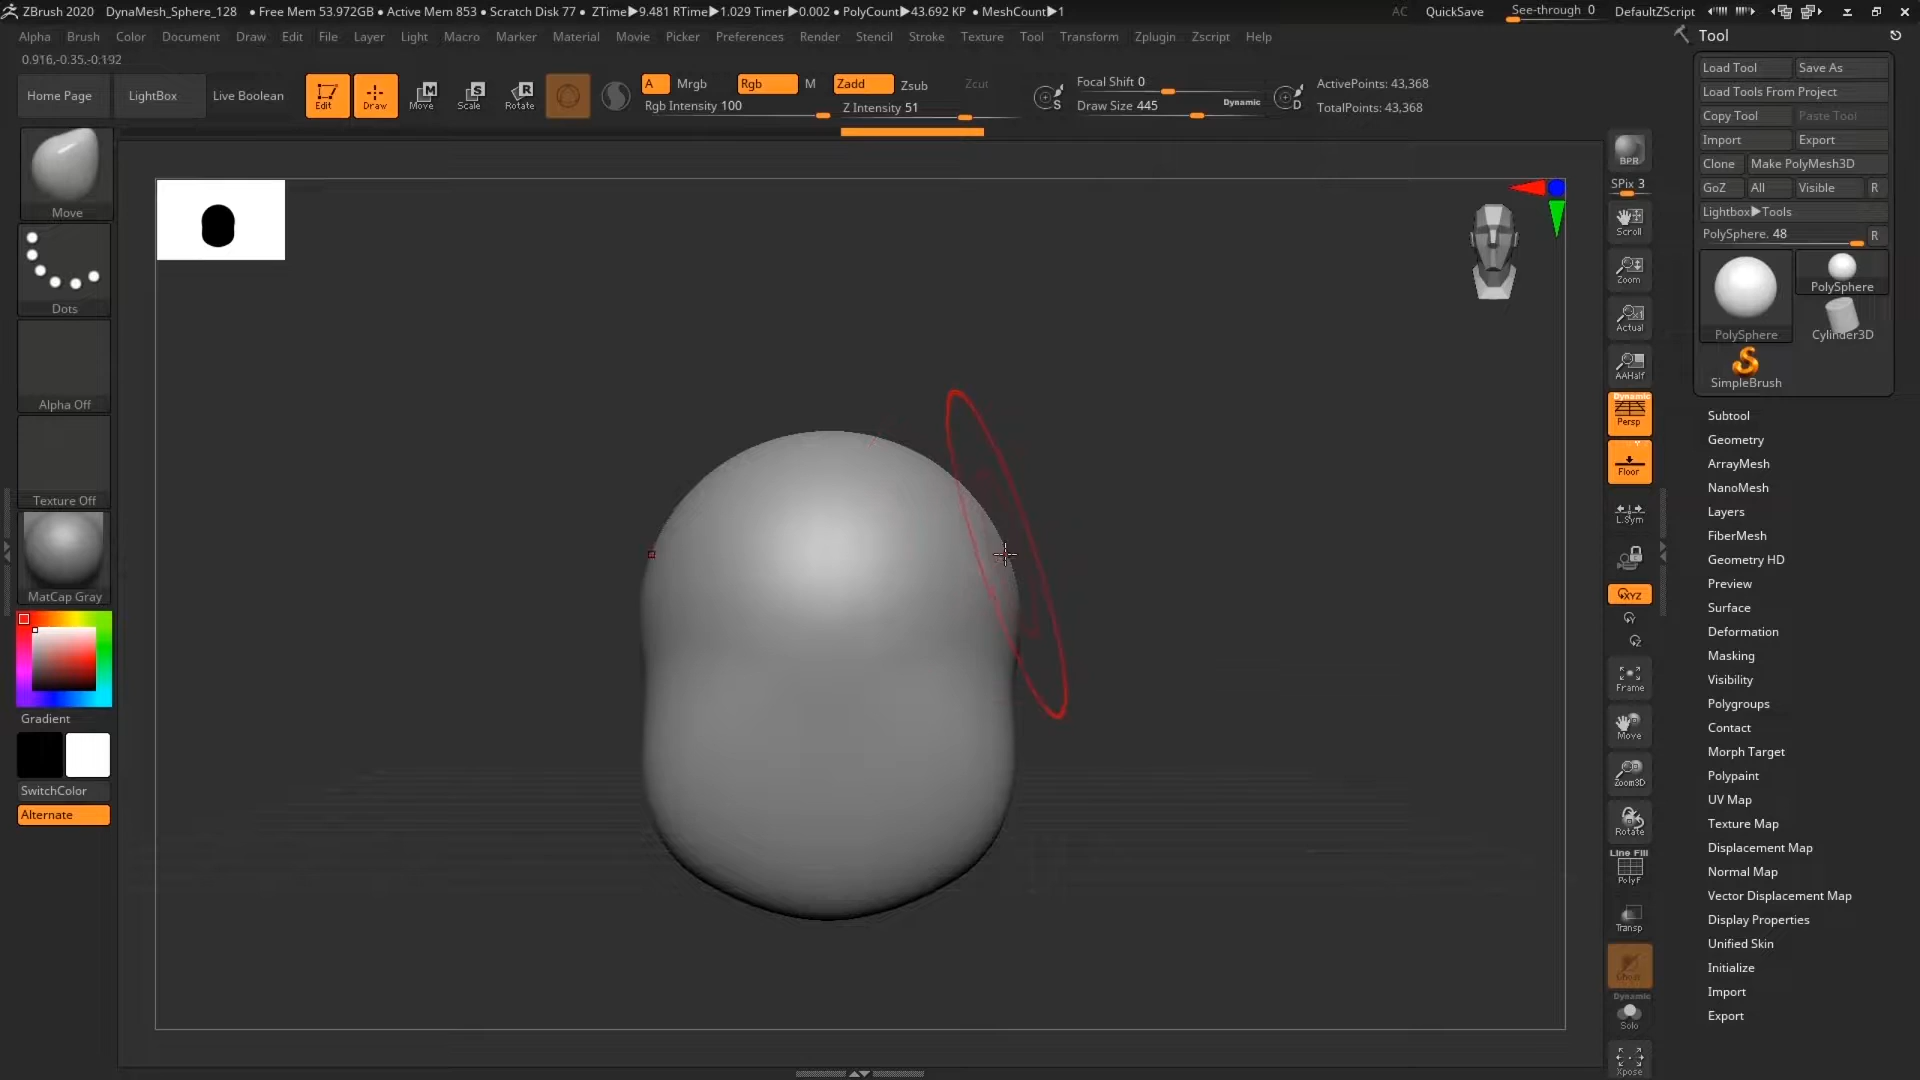 ZBrush 2020 DynaMesh_Sphere_128 • Free Mem 53.972GB • Active Mem 853 • Scratch Disk 77 • ZTime▶9.481 RTime▶1.029 Timer▶0.002 • PolyCount▶43.692 KP • MeshCount▶1 AC QuickSave See-through 0 DefaultZScript
Alpha Brush Color Document Draw Edit File Layer Light Macro Marker Material Movie Picker Preferences Render Stencil Stroke Texture Tool Transform Zplugin Zscript Help
Tool
0.916,-0.35,-0.192
Load Tool Save As
Load Tools From Project
Copy Tool Paste Tool
Import Export
Clone Make PolyMesh3D
GoZ All Visible R
Lightbox▶Tools
PolySphere. 48 R
PolySphere
PolySphere Cylinder3D
SimpleBrush
Home Page LightBox Live Boolean
Edit Draw Move Scale Rotate
M S R
A Mrgb Rgb M Zadd Zsub Zcut
Rgb Intensity 100 Z Intensity 51
S Focal Shift 0
Draw Size 445 Dynamic D
ActivePoints: 43,368
TotalPoints: 43,368
Move
Dots
Alpha Off
Texture Off
MatCap Gray
Gradient
SwitchColor
Alternate
BPR
SPix 3
Scroll
Zoom
Actual
AAHalf
Dynamic
Persp
Floor
L.Sym
XYZ
Y
Z
Frame
Move
Zoom3D
Rotate
Line Fill
PolyF
Transp
Ghost
Dynamic
Solo
Xpose
Subtool
Geometry
ArrayMesh
NanoMesh
Layers
FiberMesh
Geometry HD
Preview
Surface
Deformation
Masking
Visibility
Polygroups
Contact
Morph Target
Polypaint
UV Map
Texture Map
Displacement Map
Normal Map
Vector Displacement Map
Display Properties
Unified Skin
Initialize
Import
Export